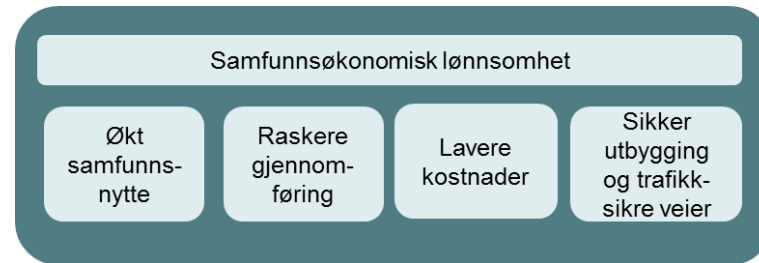 Samfunnsøkonomisk lønnsomhet
Økt
samfunns-
nytte
Raskere
gjennom-
føring
Lavere
kostnader
Sikker
utbygging
og trafikk-
sikre veier